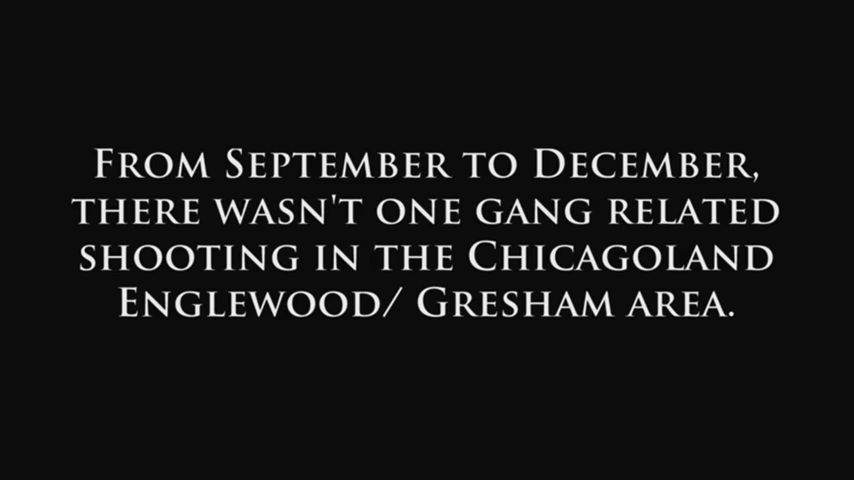 From September to December,
there wasn't one gang related
shooting in the Chicagoland
Englewood/ Gresham area.